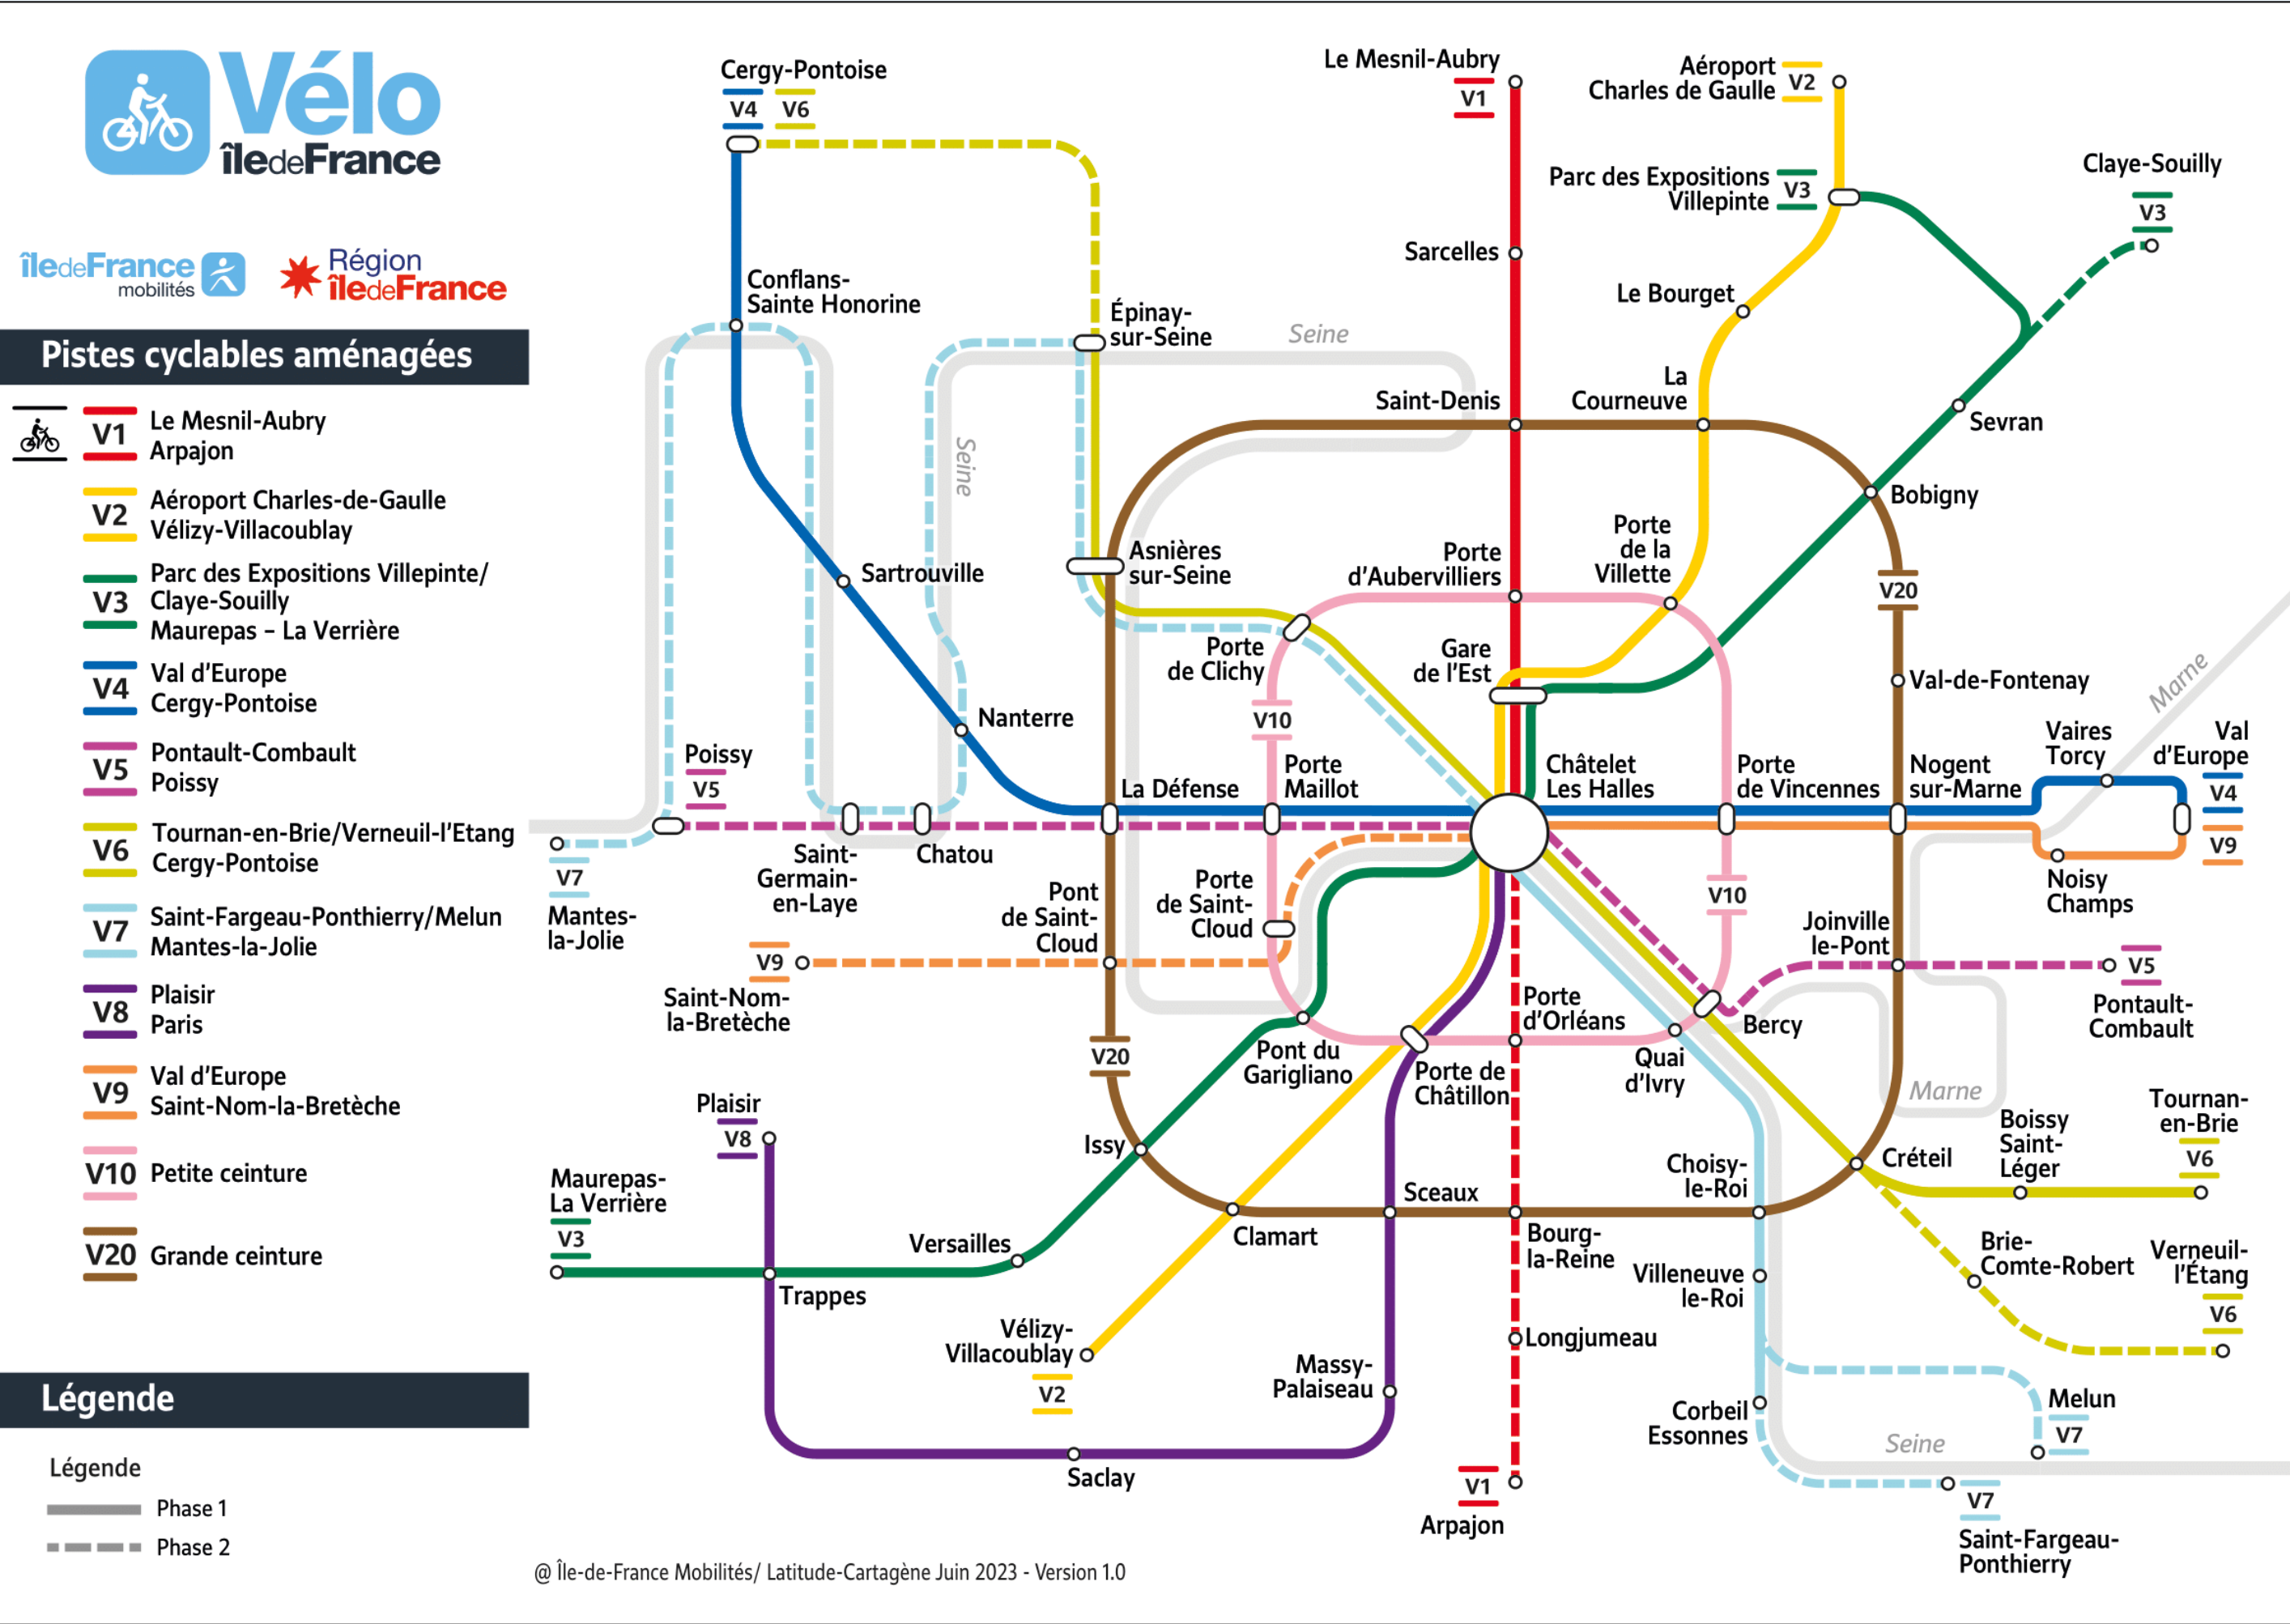 Vélo
îledeFrance
îledeFrance
mobilités
Région
îledeFrance
Pistes cyclables aménagées
V1
Le Mesnil-Aubry
Arpajon
V2
Aéroport Charles-de-Gaulle
Vélizy-Villacoublay
V3
Parc des Expositions Villepinte/
Claye-Souilly
Maurepas – La Verrière
V4
Val d'Europe
Cergy-Pontoise
V5
Pontault-Combault
Poissy
V6
Tournan-en-Brie/Verneuil-l'Etang
Cergy-Pontoise
V7
Saint-Fargeau-Ponthierry/Melun
Mantes-la-Jolie
V8
Plaisir
Paris
V9
Val d'Europe
Saint-Nom-la-Bretèche
V10
Petite ceinture
V20
Grande ceinture
Légende
Légende
Phase 1
Phase 2
Cergy-Pontoise
V4
V6
Le Mesnil-Aubry
V1
Aéroport
Charles de Gaulle
V2
Parc des Expositions
Villepinte
V3
Claye-Souilly
V3
Sarcelles
Le Bourget
Conflans-
Sainte Honorine
Épinay-
sur-Seine
Seine
Seine
Saint-Denis
La
Courneuve
Sevran
Bobigny
Asnières
sur-Seine
Sartrouville
Porte
d'Aubervilliers
Porte
de la
Villette
V20
Porte
de Clichy
Gare
de l'Est
Val-de-Fontenay
Marne
Nanterre
V10
Poissy
V5
La Défense
Porte
Maillot
Châtelet
Les Halles
Porte
de Vincennes
Nogent
sur-Marne
Vaires
Torcy
Val
d'Europe
V4
V9
V7
Mantes-
la-Jolie
Saint-
Germain-
en-Laye
Chatou
Pont
de Saint-
Cloud
Porte
de Saint-
Cloud
V10
Noisy
Champs
Joinville
le-Pont
V9
Saint-Nom-
la-Bretèche
V5
Pontault-
Combault
Porte
d'Orléans
Bercy
Quai
d'Ivry
V20
Pont du
Garigliano
Porte de
Châtillon
Marne
Plaisir
V8
Issy
Boissy
Saint-
Léger
Tournan-
en-Brie
V6
Créteil
Choisy-
le-Roi
Maurepas-
La Verrière
V3
Versailles
Sceaux
Clamart
Bourg-
la-Reine
Brie-
Comte-Robert
Verneuil-
l'Étang
V6
Villeneuve
le-Roi
Trappes
Vélizy-
Villacoublay
V2
Longjumeau
Massy-
Palaiseau
Corbeil
Essonnes
Melun
V7
Seine
Saclay
V1
Arpajon
V7
Saint-Fargeau-
Ponthierry
@ Île-de-France Mobilités/ Latitude-Cartagène Juin 2023 - Version 1.0